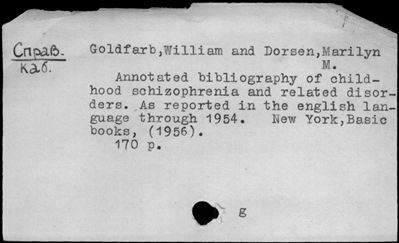 Справ. Goldfarb,William and Dorsen,Marilyn
Каб. M.
Annotated bibliography of child-
hood schizophrenia and related disor-
ders. As reported in the english lan-
guage through 1954. New York,Basic
books, (1956).
170 p.
g